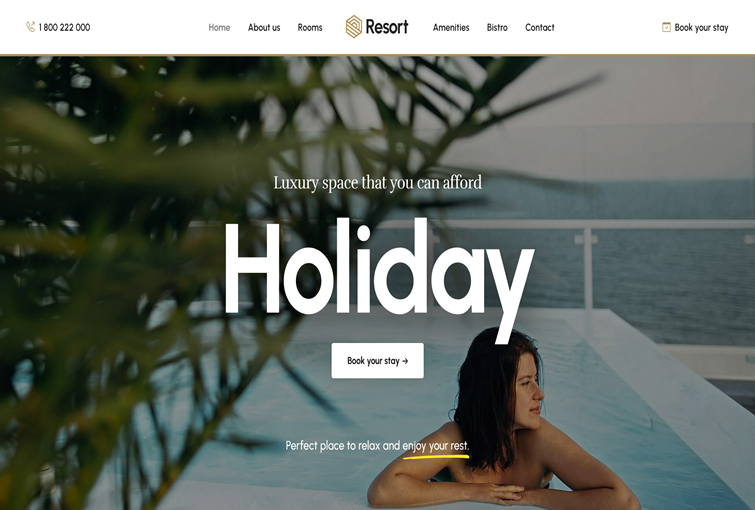 1 800 222 000
Home
About us
Rooms
Resort
Amenities
Bistro
Contact
Book your stay
Luxury space that you can afford
Holiday
Book your stay →
Perfect place to relax and enjoy your rest.